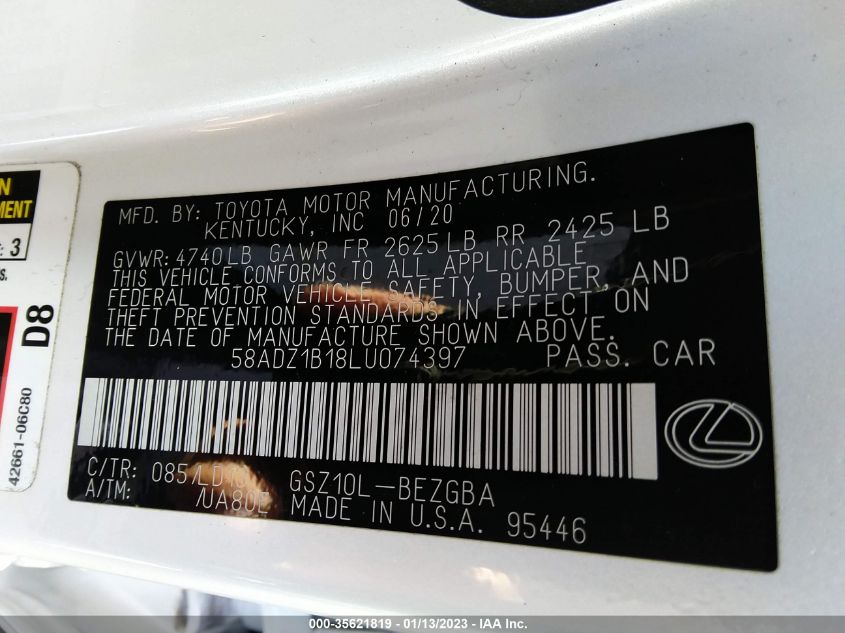 N
MENT
: 3
s.
D8
42661-06C80
MFD. BY: TOYOTA MOTOR MANUFACTURING.
KENTUCKY, INC 06/20
GVWR: 4740LB GAWR FR 2625LB RR 2425 LB
THIS VEHICLE CONFORMS TO ALL APPLICABLE
FEDERAL MOTOR VEHICLE SAFETY, BUMPER, AND
THEFT PREVENTION STANDARDS IN EFFECT ON
THE DATE OF MANUFACTURE SHOWN ABOVE.
58ADZ1B18LU074397 PASS. CAR
C/TR: 085/ GSZ10L-BEZGBA
A/TM: /UA80E MADE IN U.S.A. 95446
000-35621819 - 01/13/2023 - IAA Inc.